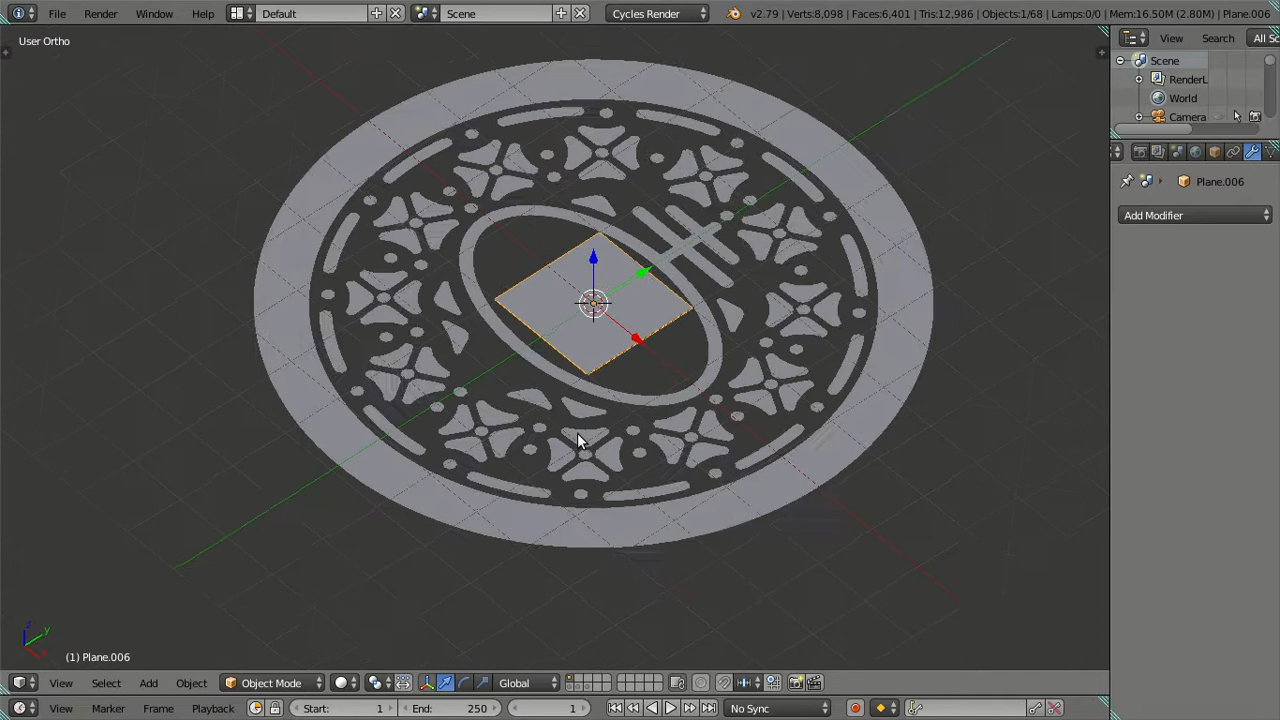 File Render Window Help Default Scene Cycles Render v2.79 | Verts:8,098 | Faces:6,401 | Tris:12,986 | Objects:1/68 | Lamps:0/0 | Mem:16.50M (2.80M) | Plane.006
User Ortho
View Search All Sc
Scene
RenderL
World
Camera
Plane.006
Add Modifier
z y x
(1) Plane.006
View Select Add Object Object Mode Global
View Marker Frame Playback Start: 1 End: 250 1 No Sync